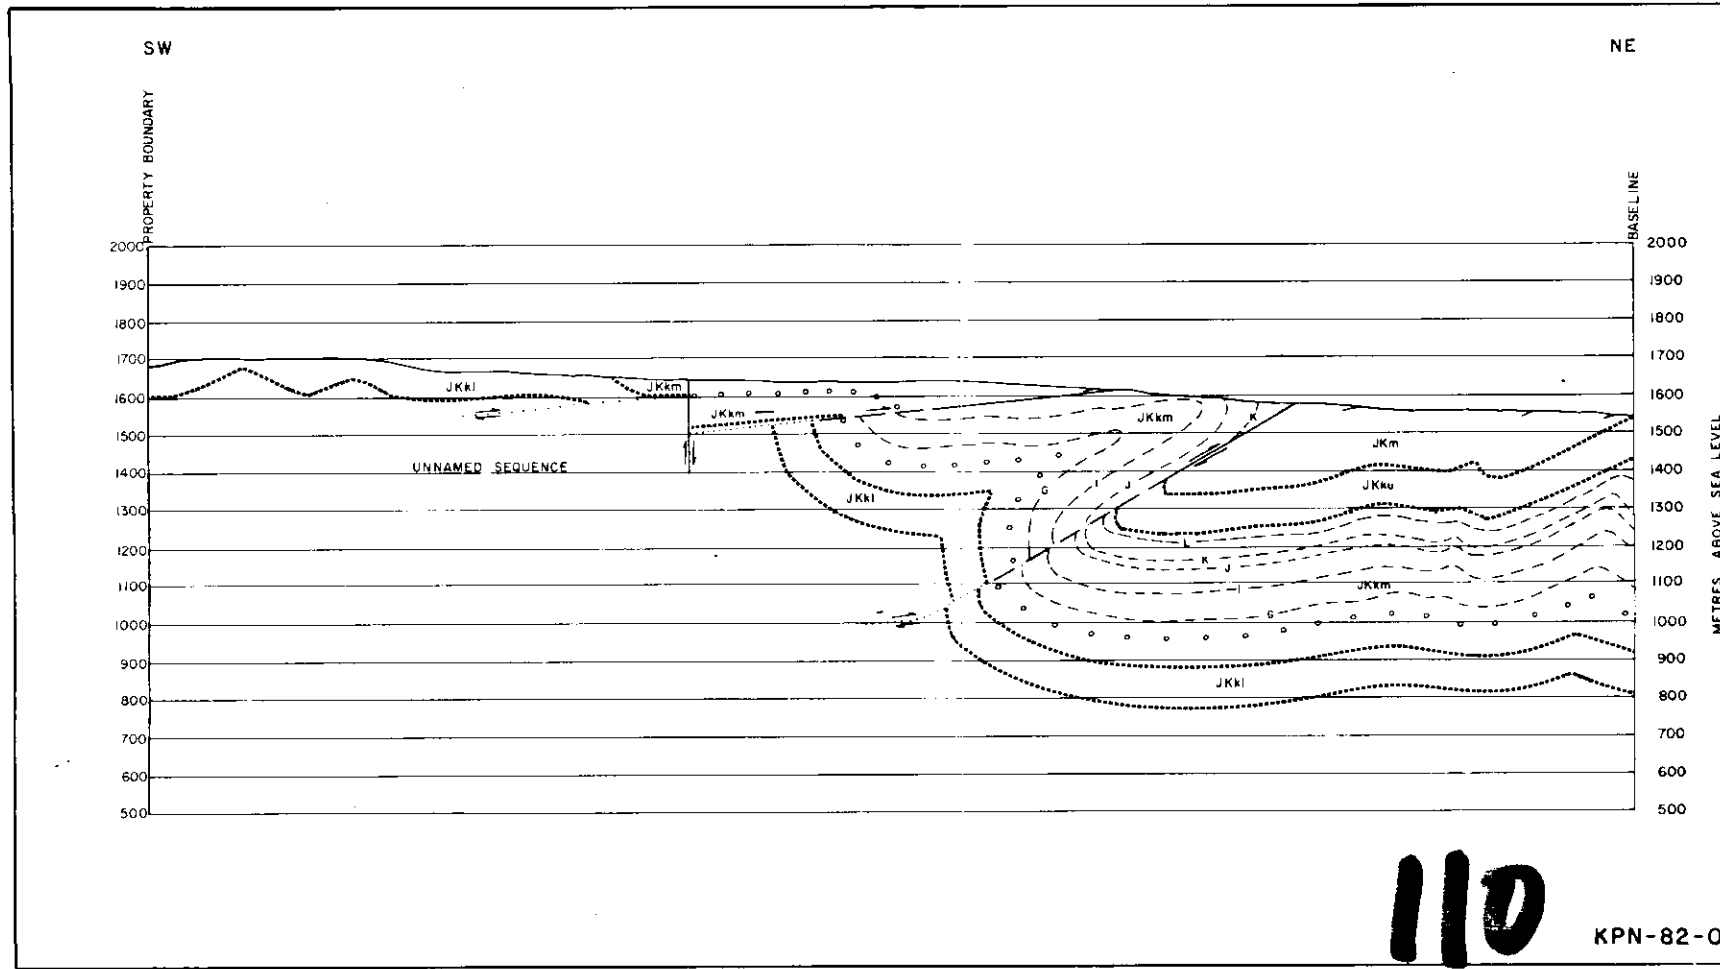 SW
NE
PROPERTY BOUNDARY
BASELINE
2000
1900
1800
1700
1600
1500
1400
1300
1200
1100
1000
900
800
700
600
500
2000
1900
1800
1700
1600
1500
1400
1300
1200
1100
1000
900
800
700
600
500
METRES ABOVE SEA LEVEL
JKkl
JKkm
JKkm
JKkm
K
JKm
UNNAMED SEQUENCE
JKkl
G
I
J
JKku
L
K
J
I
JKkm
G
JKkl
110
KPN-82-0